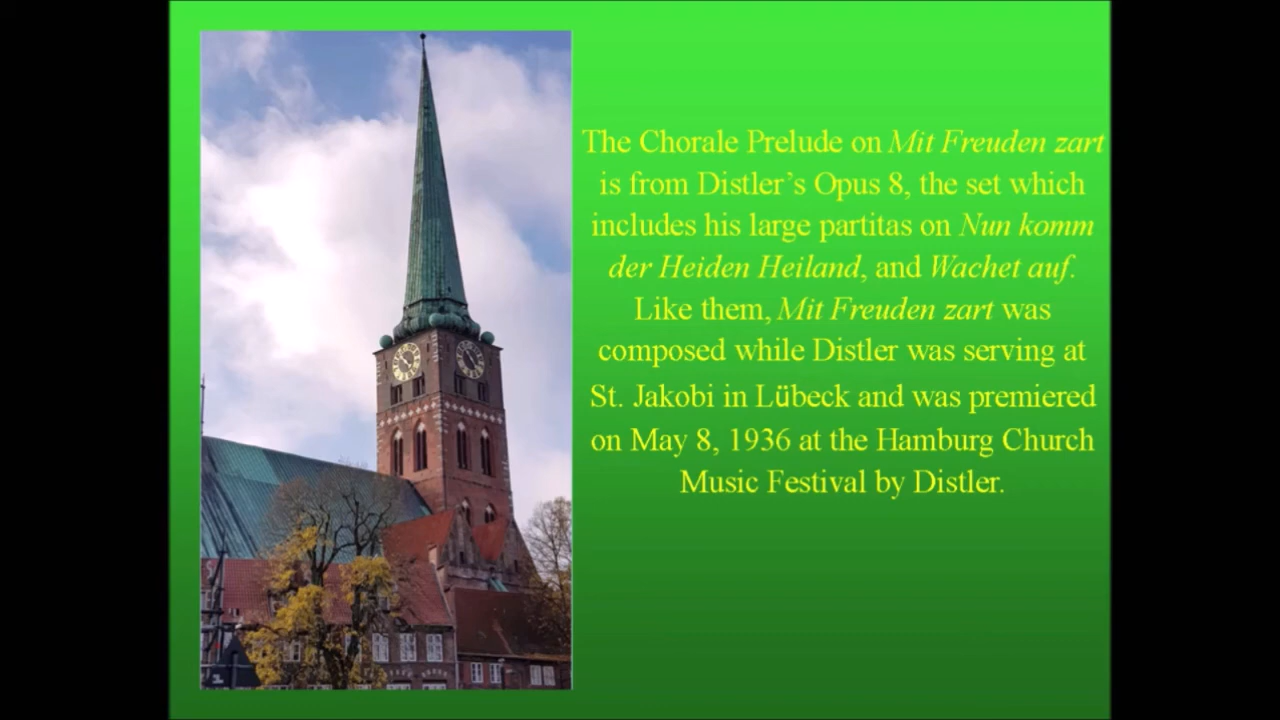 The Chorale Prelude on Mit Freuden zart
is from Distler’s Opus 8, the set which
includes his large partitas on Nun komm
der Heiden Heiland, and Wachet auf.
Like them, Mit Freuden zart was
composed while Distler was serving at
St. Jakobi in Lübeck and was premiered
on May 8, 1936 at the Hamburg Church
Music Festival by Distler.